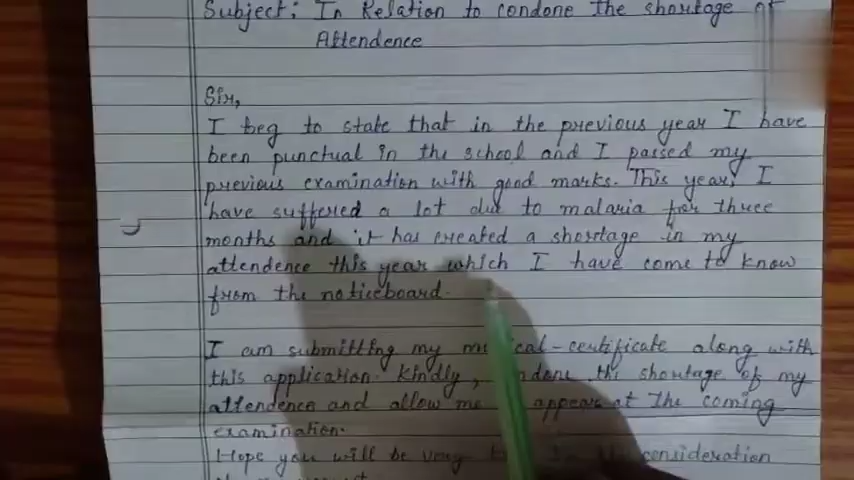 Subject: In Relation to condone the shortage of
Attendence
Sir,
I beg to state that in the previous year I have
been punctual in the school and I passed my
previous examination with good marks. This year, I
have suffered a lot due to malaria for three
months and it has created a shortage in my
attendence this year which I have come to know
from the noticeboard.
I am submitting my medical-certificate along with
this application. Kindly, condone the shortage of my
attendence and allow me appear at the coming
examination.
Hope you will be very consideration